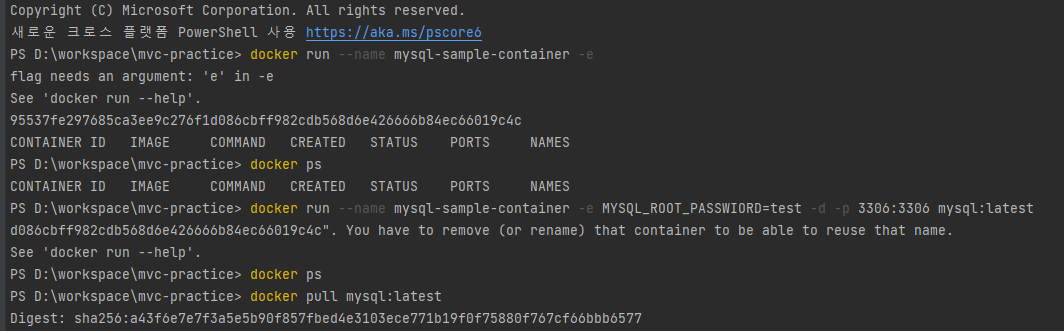 Copyright (C) Microsoft Corporation. All rights reserved.
새로운 크로스 플랫폼 PowerShell 사용 https://aka.ms/pscore6
PS D:\workspace\mvc-practice> docker run --name mysql-sample-container -e
flag needs an argument: 'e' in -e
See 'docker run --help'.
95537fe297685ca3ee9c276f1d086cbff982cdb568d6e426666b84ec66019c4c
CONTAINER ID   IMAGE     COMMAND   CREATED   STATUS    PORTS     NAMES
PS D:\workspace\mvc-practice> docker ps
CONTAINER ID   IMAGE     COMMAND   CREATED   STATUS    PORTS     NAMES
PS D:\workspace\mvc-practice> docker run --name mysql-sample-container -e MYSQL_ROOT_PASSWIORD=test -d -p 3306:3306 mysql:latest
d086cbff982cdb568d6e426666b84ec66019c4c". You have to remove (or rename) that container to be able to reuse that name.
See 'docker run --help'.
PS D:\workspace\mvc-practice> docker ps
PS D:\workspace\mvc-practice> docker pull mysql:latest
Digest: sha256:a43f6e7e7f3a5e5b90f857fbed4e3103ece771b19f0f75880f767cf66bbb6577